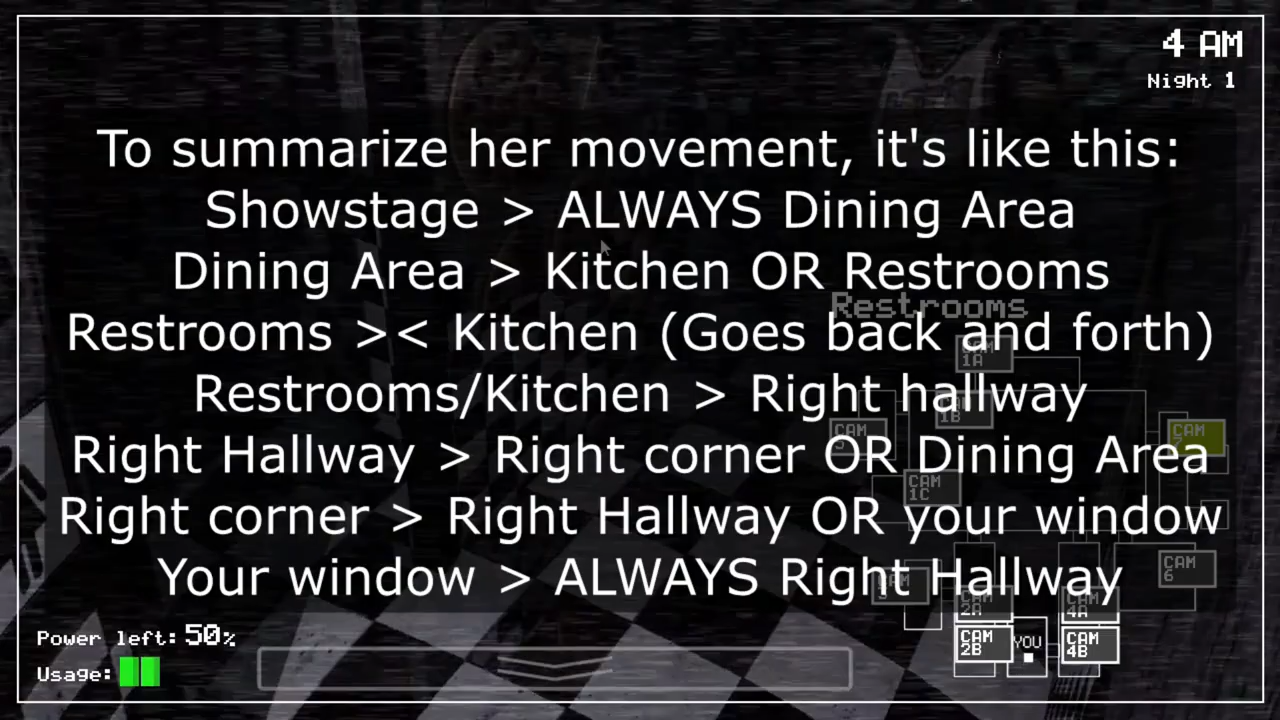 4 AM
Night 1
To summarize her movement, it's like this:
Showstage > ALWAYS Dining Area
Dining Area > Kitchen OR Restrooms
Restrooms
Restrooms >< Kitchen (Goes back and forth)
CAM 1A
Restrooms/Kitchen > Right hallway
CAM 1B
CAM
CAM
Right Hallway > Right corner OR Dining Area
CAM 1C
Right corner > Right Hallway OR your window
CAM 6
Your window > ALWAYS Right Hallway
CAM 2A
CAM 4A
Power left: 50%
CAM 2B
YOU
CAM 4B
Usage: